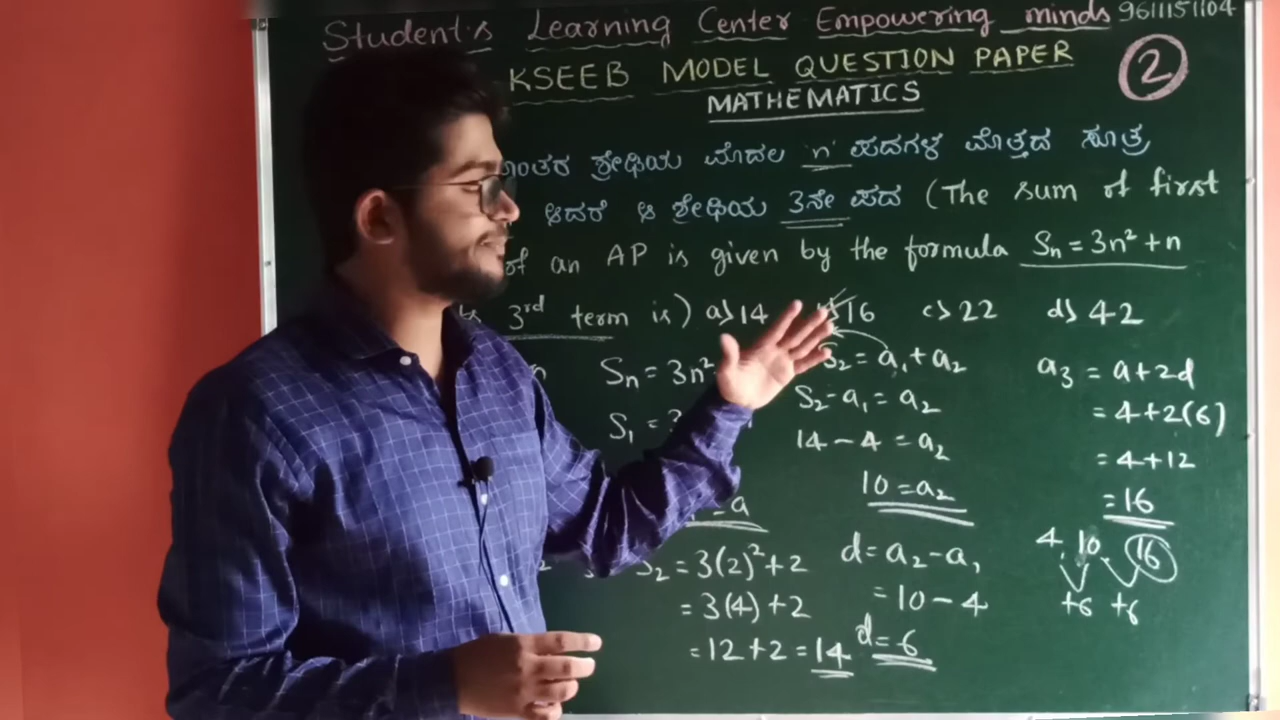 Student's Learning Center Empowering minds 9611151104
KSEEB MODEL QUESTION PAPER
2
MATHEMATICS
ಶ್ರೇಢಿಯ ಮೊದಲ 'n' ಪದಗಳ ಮೊತ್ತದ ಸೂತ್ರ
ಆದರೆ ಆ ಶ್ರೇಢಿಯ 3ನೇ ಪದ (The sum of first
of an AP is given by the formula Sn = 3n² + n
3rd term is) a) 14 16 c) 22 d) 42
Sn = 3n²
S₁ = 3
= a
S₂ = 3(2)² + 2
= 3(4) + 2
= 12 + 2 = 14
S₂ = a₁ + a₂
S₂ - a₁ = a₂
14 - 4 = a₂
10 = a₂
d = a₂ - a₁
= 10 - 4
d = 6
a₃ = a + 2d
= 4 + 2(6)
= 4 + 12
= 16
4, 10, 16
+6 +6